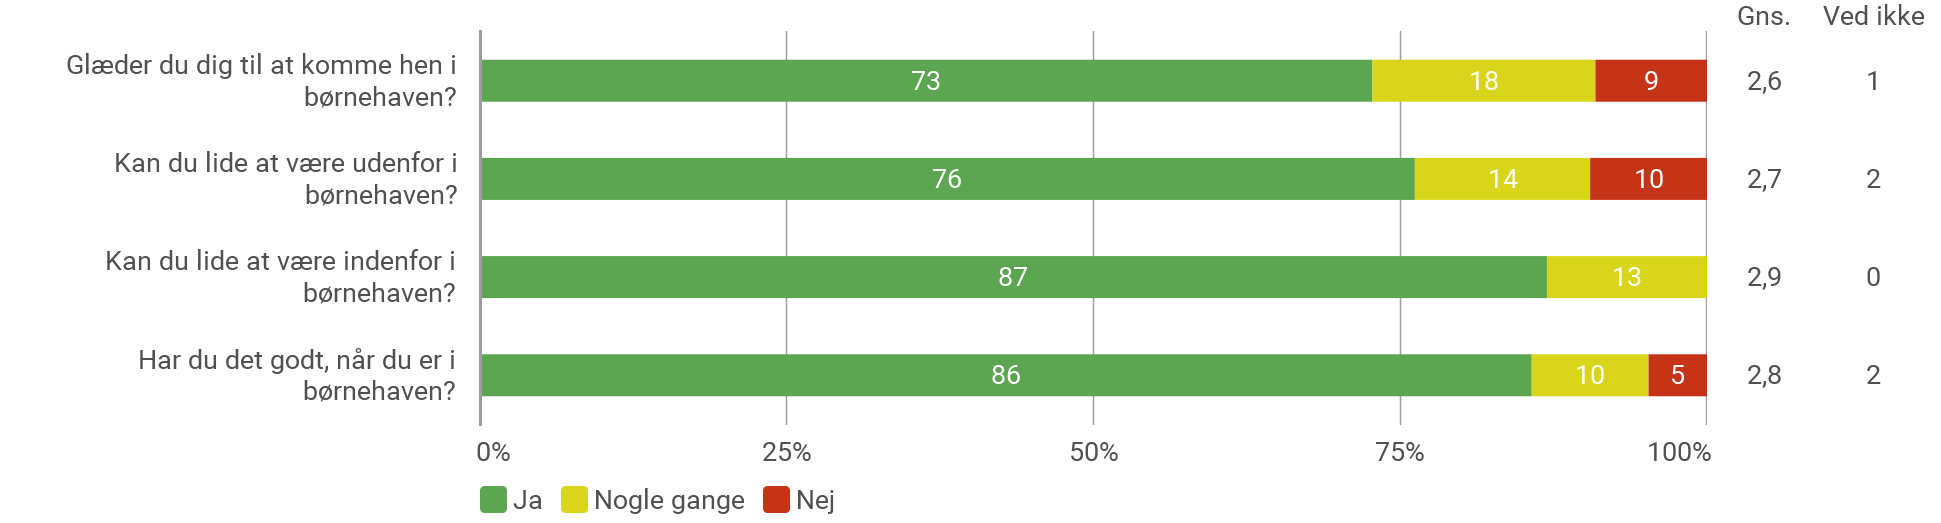 Gns. Ved ikke
Glæder du dig til at komme hen i
børnehaven?
73 18 9 2,6 1
Kan du lide at være udenfor i
børnehaven?
76 14 10 2,7 2
Kan du lide at være indenfor i
børnehaven?
87 13 2,9 0
Har du det godt, når du er i
børnehaven?
86 10 5 2,8 2
0% 25% 50% 75% 100%
Ja Nogle gange Nej